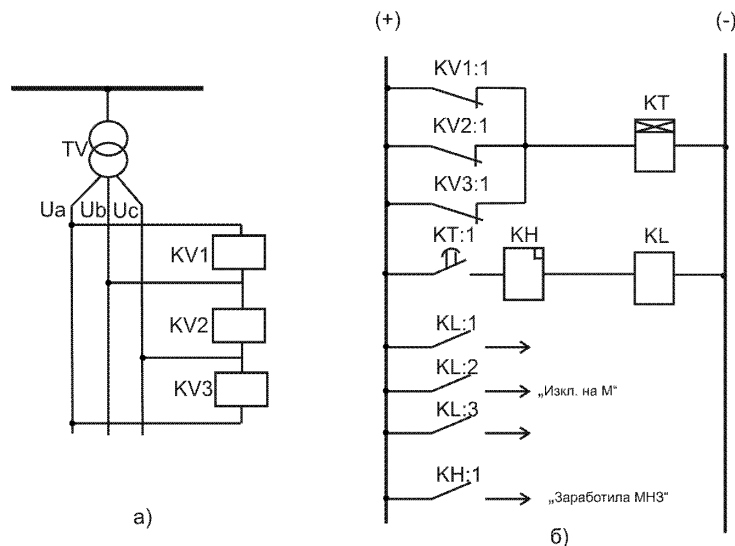 TV
Ua Ub Uc
KV1
KV2
KV3
а)
(+)
(-)
KV1:1
KV2:1
KV3:1
KT
KT:1
KH
KL
KL:1
KL:2
„Изкл. на М“
KL:3
KH:1
„Заработила МНЗ“
б)